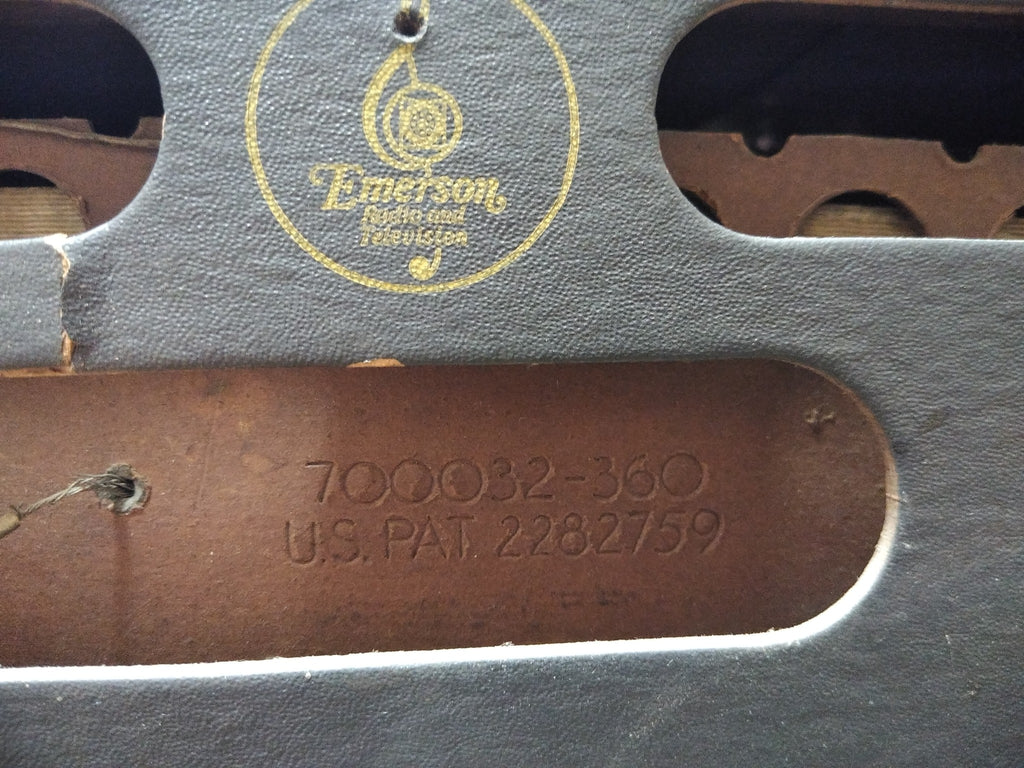 Emerson
Radio and
Television
700032-360
U.S. PAT. 2282759